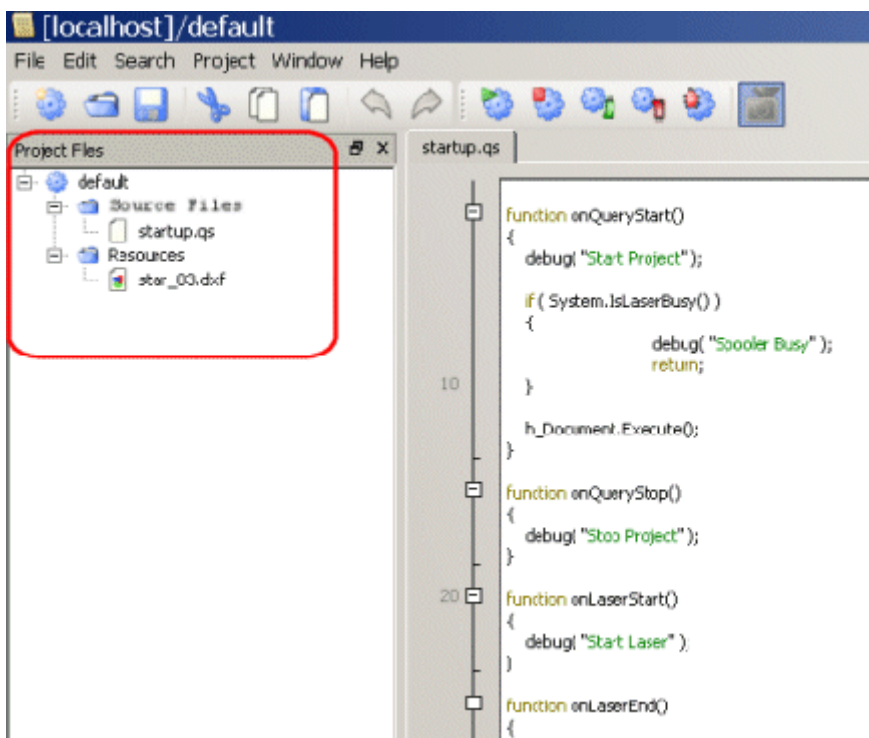 [localhost]/default
File Edit Search Project Window Help
Project Files
startup.qs
default
Source Files
startup.qs
Resources
star_03.dxf
function onQueryStart()
{
debug( "Start Project");
if ( System.IsLaserBusy() )
{
debug( "Spooler Busy" );
return;
10
}
h_Document.Execute();
}
function onQueryStop()
{
debug( "Stop Project" );
}
20
function onLaserStart()
{
debug( "Start Laser" );
}
function onLaserEnd()
{